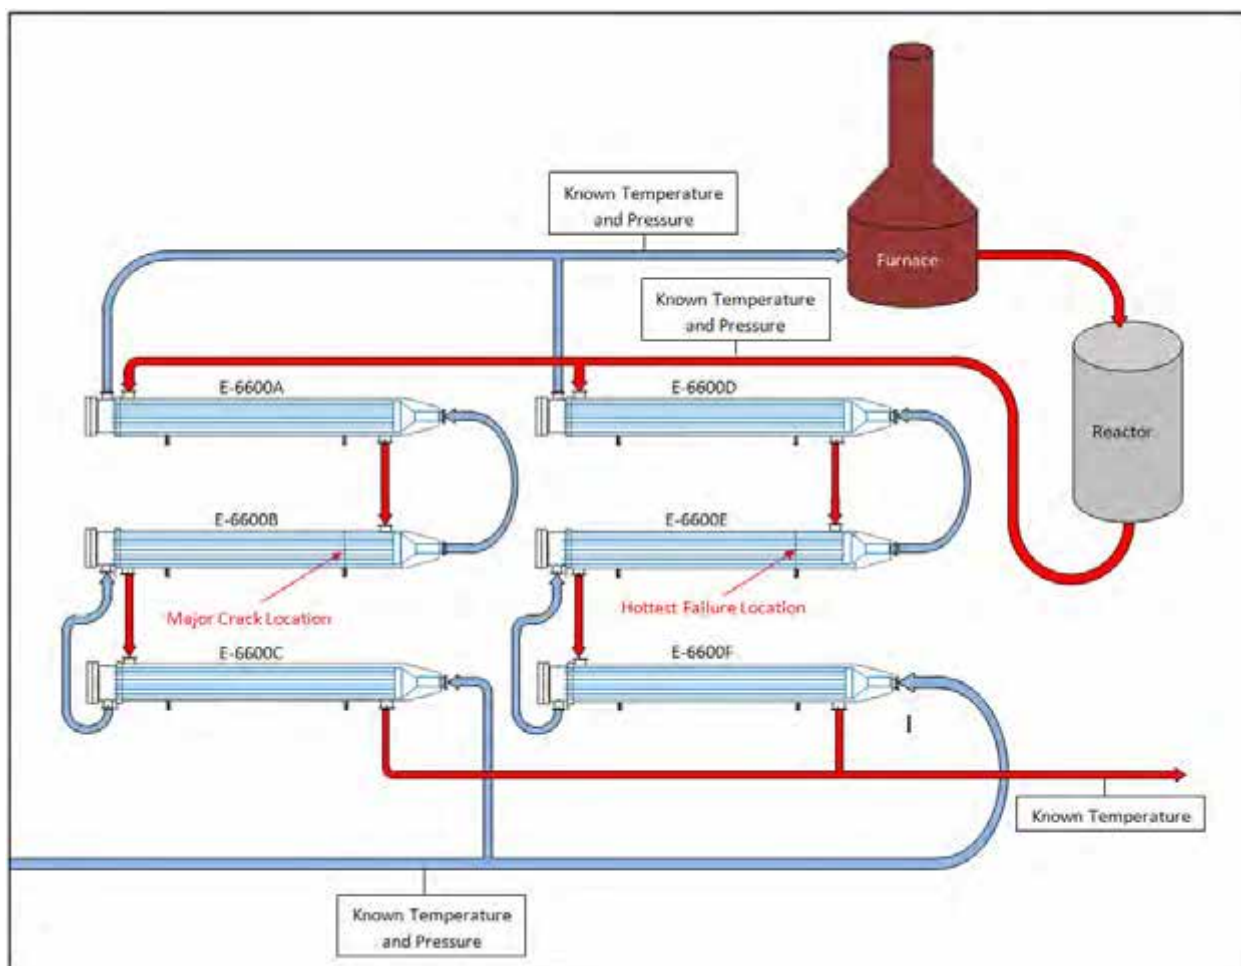 Known Temperature
and Pressure
Furnace
Known Temperature
and Pressure
E-6600A
E-6600D
Reactor
E-6600B
E-6600E
Major Crack Location
Hottest Failure Location
E-6600C
E-6600F
Known Temperature
Known Temperature
and Pressure